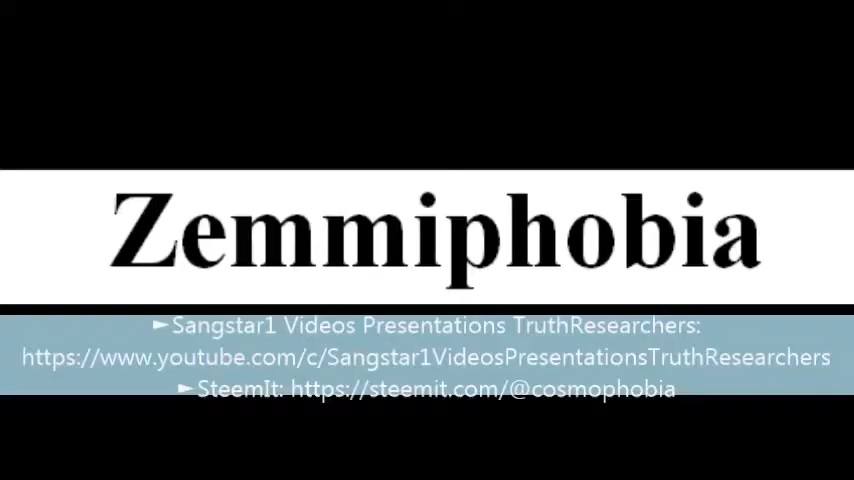 Zemmiphobia
►Sangstar1 Videos Presentations TruthResearchers:
https://www.youtube.com/c/Sangstar1VideosPresentationsTruthResearchers
►SteemIt: https://steemit.com/@cosmophobia